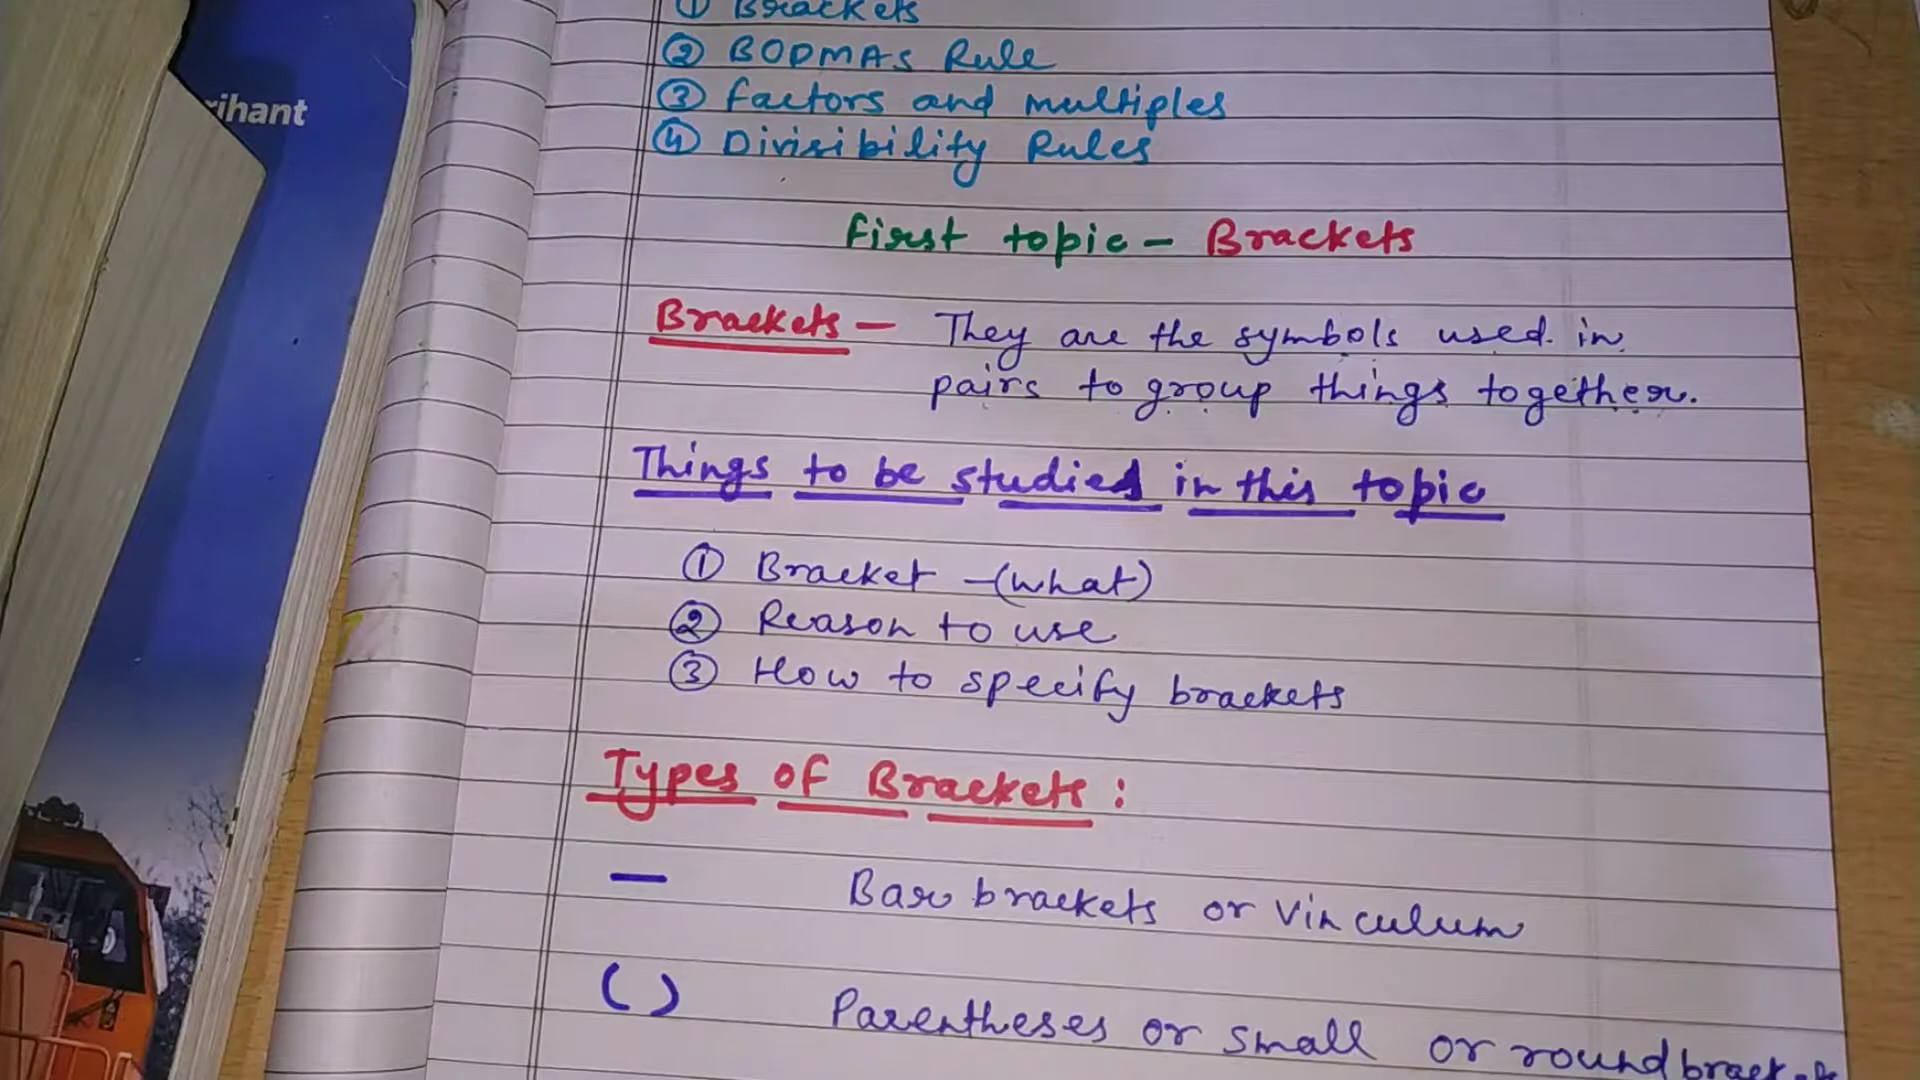 rihant
① Brackets
② BODMAS Rule
③ factors and multiples
④ Divisibility Rules
first topic - Brackets
Brackets - They are the symbols used in
pairs to group things together.
Things to be studied in this topic
① Bracket - (what)
② Reason to use
③ How to specify brackets
Types of Brackets :
— Bar brackets or Vinculum
( ) Parentheses or small or round brackets